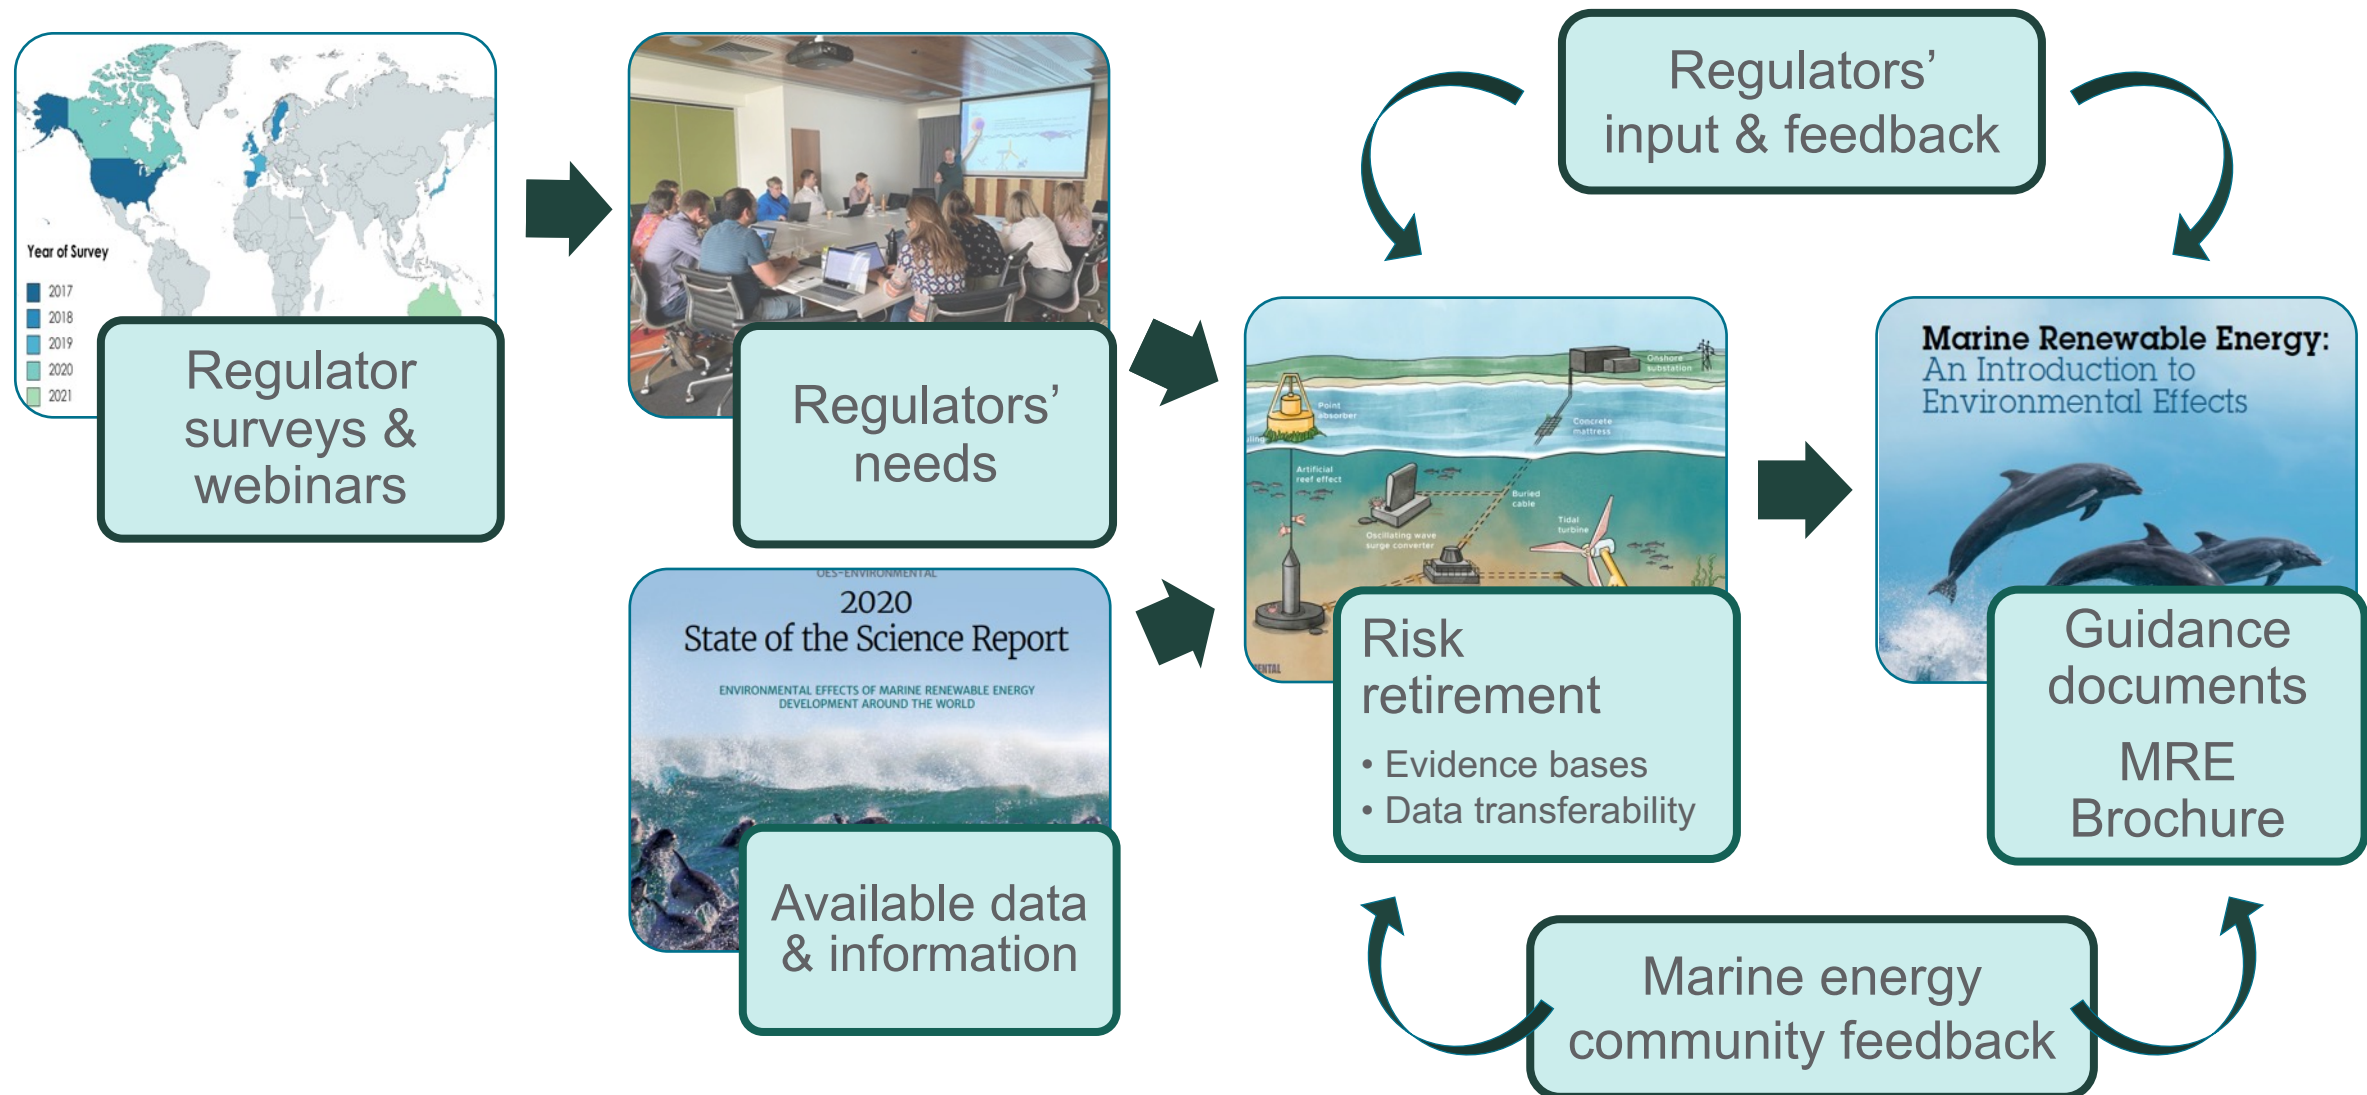 Year of Survey
2017
2018
2019
2020
2021
Regulator
surveys &
webinars
Regulators’
needs
OES-ENVIRONMENTAL
2020
State of the Science Report
ENVIRONMENTAL EFFECTS OF MARINE RENEWABLE ENERGY
DEVELOPMENT AROUND THE WORLD
Available data
& information
Regulators’
input & feedback
Onshore
substation
Point
absorber
Concrete
mattress
Artificial
reef effect
Buried
cable
Oscillating wave
surge converter
Tidal
turbine
Risk
retirement
• Evidence bases
• Data transferability
Marine Renewable Energy:
An Introduction to
Environmental Effects
Guidance
documents
MRE
Brochure
Marine energy
community feedback